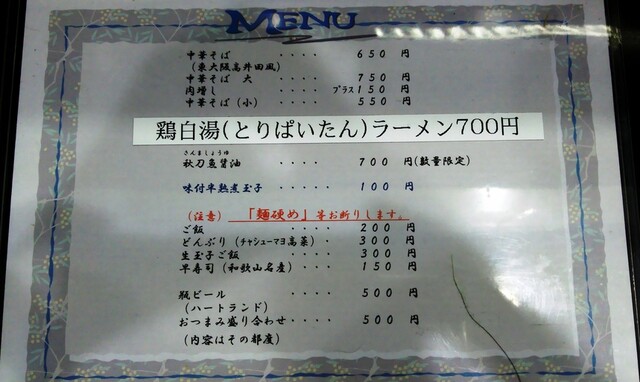 MENU
中華そば ‥‥ 650 円
(東大阪高井田風)
中華そば 大 ‥‥ 750 円
肉増し プラス150 円
中華そば (小) ‥‥ 550 円
鶏白湯(とりぱいたん)ラーメン700円
さんましょうゆ
秋刀魚醤油 ‥‥ 700 円(数量限定)
味付半熟煮玉子 ‥‥ 100 円
(注意) 「麺硬め」等お断りします。
ご飯 ‥‥ 200 円
どんぶり (チャシューマヨ高菜)・ 300 円
生玉子ご飯 ‥‥ 300 円
早寿司 (和歌山名産) ‥‥ 150 円
瓶ビール ‥‥ 500 円
(ハートランド)
おつまみ盛り合わせ ‥‥ 500 円
(内容はその都度)